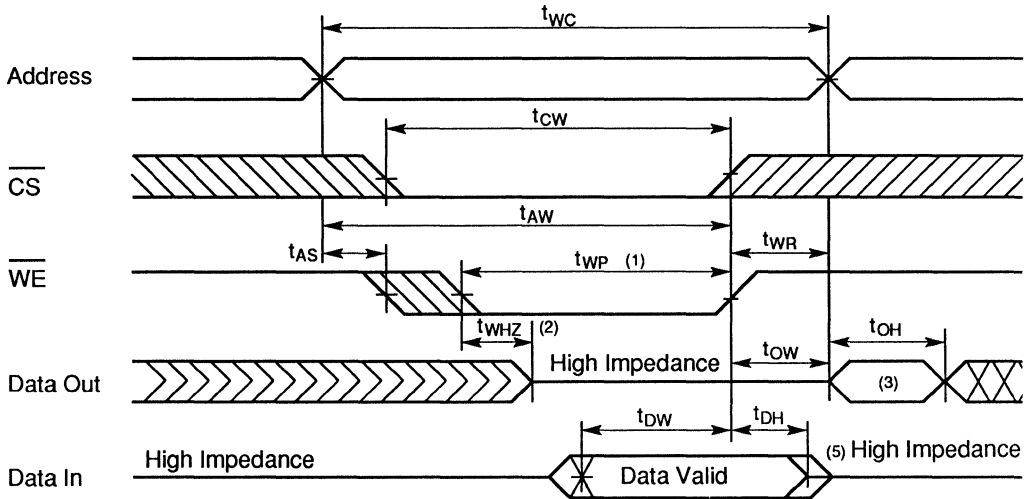 tWC
Address
tCW
CS
tAW
tAS
tWR
WE
tWP (1)
tWHZ (2)
tOH
High Impedance
tOW
Data Out
(3)
tDW
tDH
High Impedance
(5) High Impedance
Data In
Data Valid